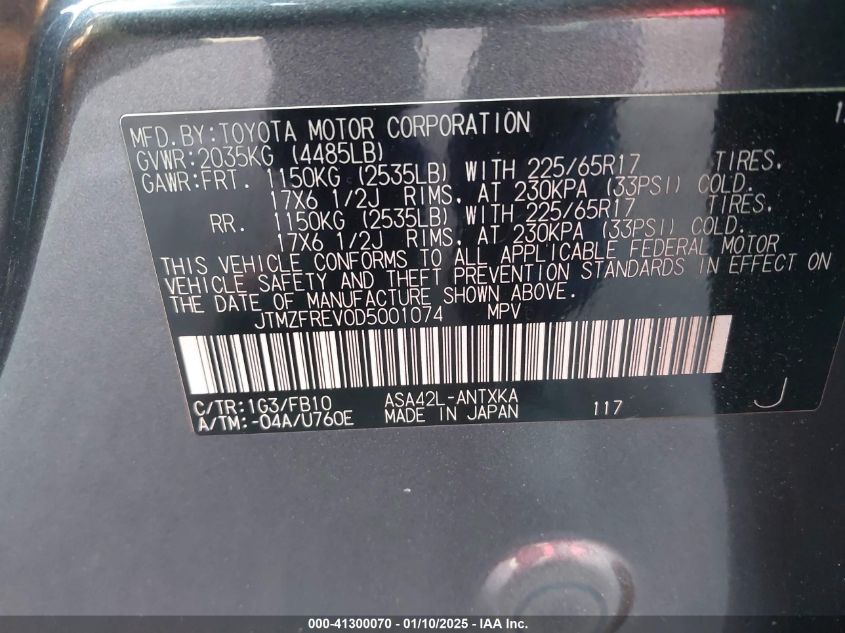 MFD.BY:TOYOTA MOTOR CORPORATION
GVWR:2035KG (4485LB)
GAWR:FRT. 1150KG (2535LB) WITH 225/65R17 TIRES,
17X6 1/2J RIMS, AT 230KPA (33PSI) COLD.
RR. 1150KG (2535LB) WITH 225/65R17 TIRES,
17X6 1/2J RIMS, AT 230KPA (33PSI) COLD.
THIS VEHICLE CONFORMS TO ALL APPLICABLE FEDERAL MOTOR
VEHICLE SAFETY AND THEFT PREVENTION STANDARDS IN EFFECT ON
THE DATE OF MANUFACTURE SHOWN ABOVE.
JTMZFREV0D5001074 MPV
C/TR:1G3/FB10 ASA42L-ANTXKA
A/TM:-04A/U760E MADE IN JAPAN 117 J
000-41300070 - 01/10/2025 - IAA Inc.